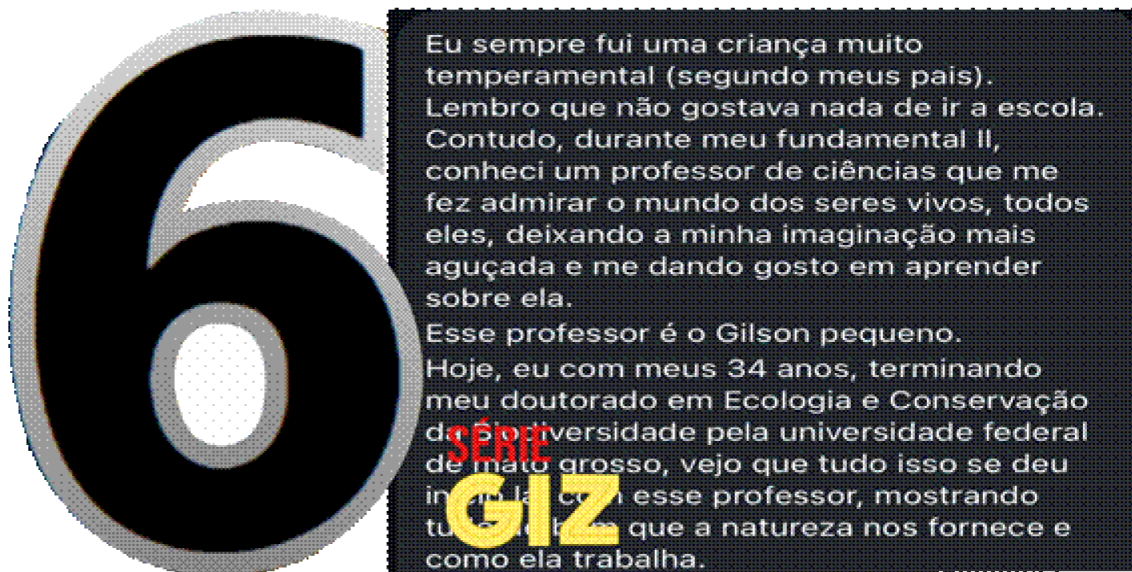 6
Eu sempre fui uma criança muito
temperamental (segundo meus pais).
Lembro que não gostava nada de ir a escola.
Contudo, durante meu fundamental II,
conheci um professor de ciências que me
fez admirar o mundo dos seres vivos, todos
eles, deixando a minha imaginação mais
aguçada e me dando gosto em aprender
sobre ela.
Esse professor é o Gilson pequeno.
Hoje, eu com meus 34 anos, terminando
meu doutorado em Ecologia e Conservação
da Biodiversidade pela universidade federal
de mato grosso, vejo que tudo isso se deu
esse professor, mostrando
que a natureza nos fornece e
como ela trabalha.
SÉRIE
GIZ